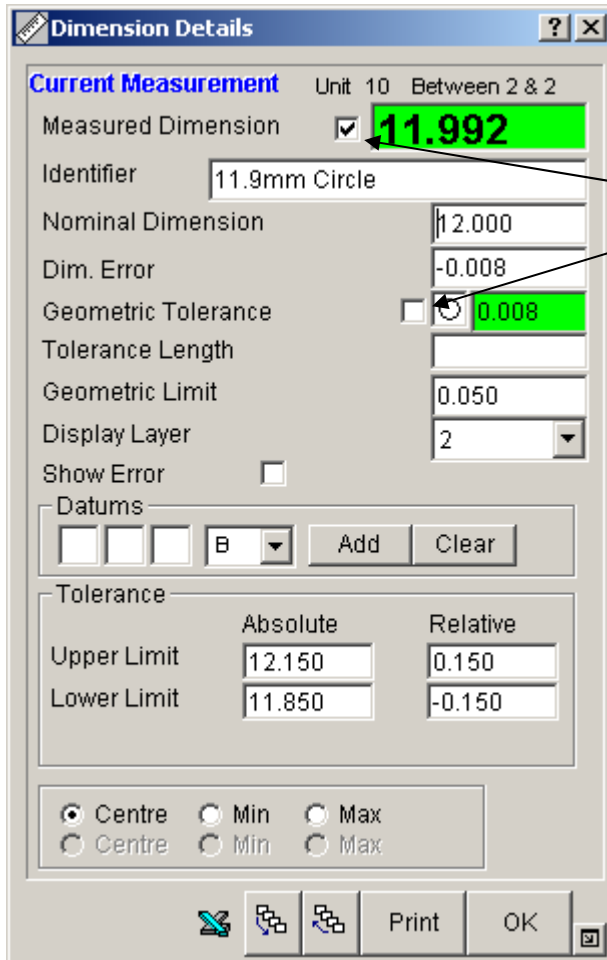 Dimension Details
Current Measurement Unit 10 Between 2 & 2
Measured Dimension 11.992
Identifier 11.9mm Circle
Nominal Dimension 12.000
Dim. Error -0.008
Geometric Tolerance 0.008
Tolerance Length
Geometric Limit 0.050
Display Layer 2
Show Error
Datums
B Add Clear
Tolerance
Absolute Relative
Upper Limit 12.150 0.150
Lower Limit 11.850 -0.150
Centre Min Max
Centre Min Max
Print OK